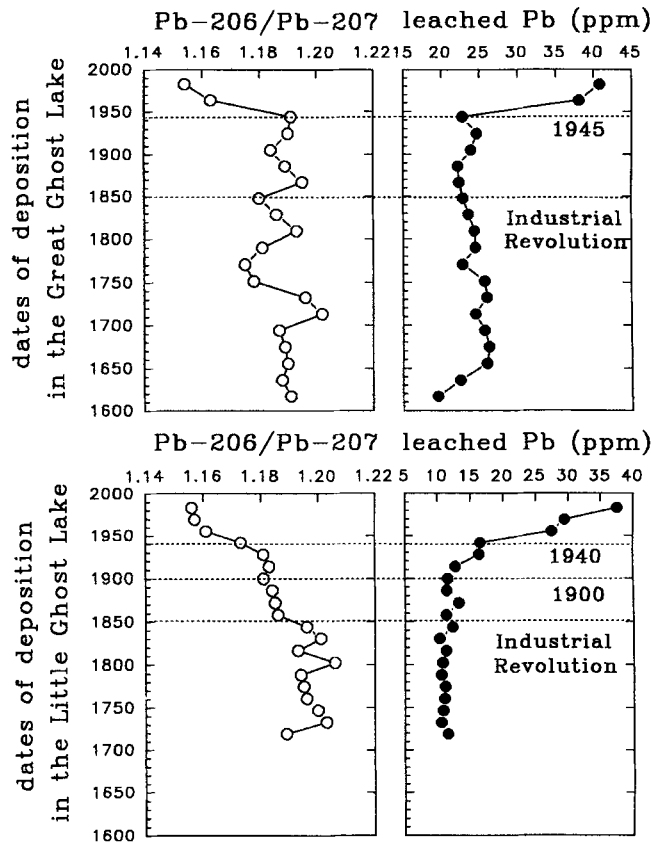 Pb-206/Pb-207 leached Pb (ppm)
1.14 1.16 1.18 1.20 1.22 15 20 25 30 35 40 45
2000
1950
1900
1850
1800
1750
1700
1650
1600
dates of deposition
in the Great Ghost Lake
1945
Industrial
Revolution
Pb-206/Pb-207 leached Pb (ppm)
1.14 1.16 1.18 1.20 1.22 5 10 15 20 25 30 35 40
2000
1950
1900
1850
1800
1750
1700
1650
1600
dates of deposition
in the Little Ghost Lake
1940
1900
Industrial
Revolution